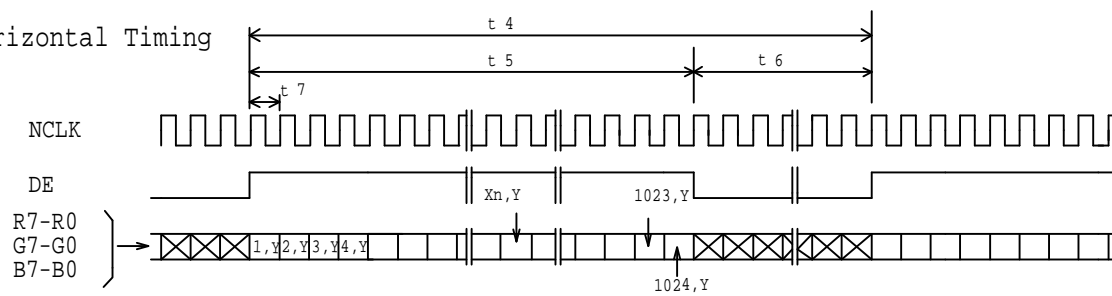 t 4
rizontal Timing
t 5
t 6
t 7
NCLK
DE
Xn,Y
1023,Y
R7-R0
G7-G0
B7-B0
1,Y 2,Y 3,Y 4,Y
1024,Y